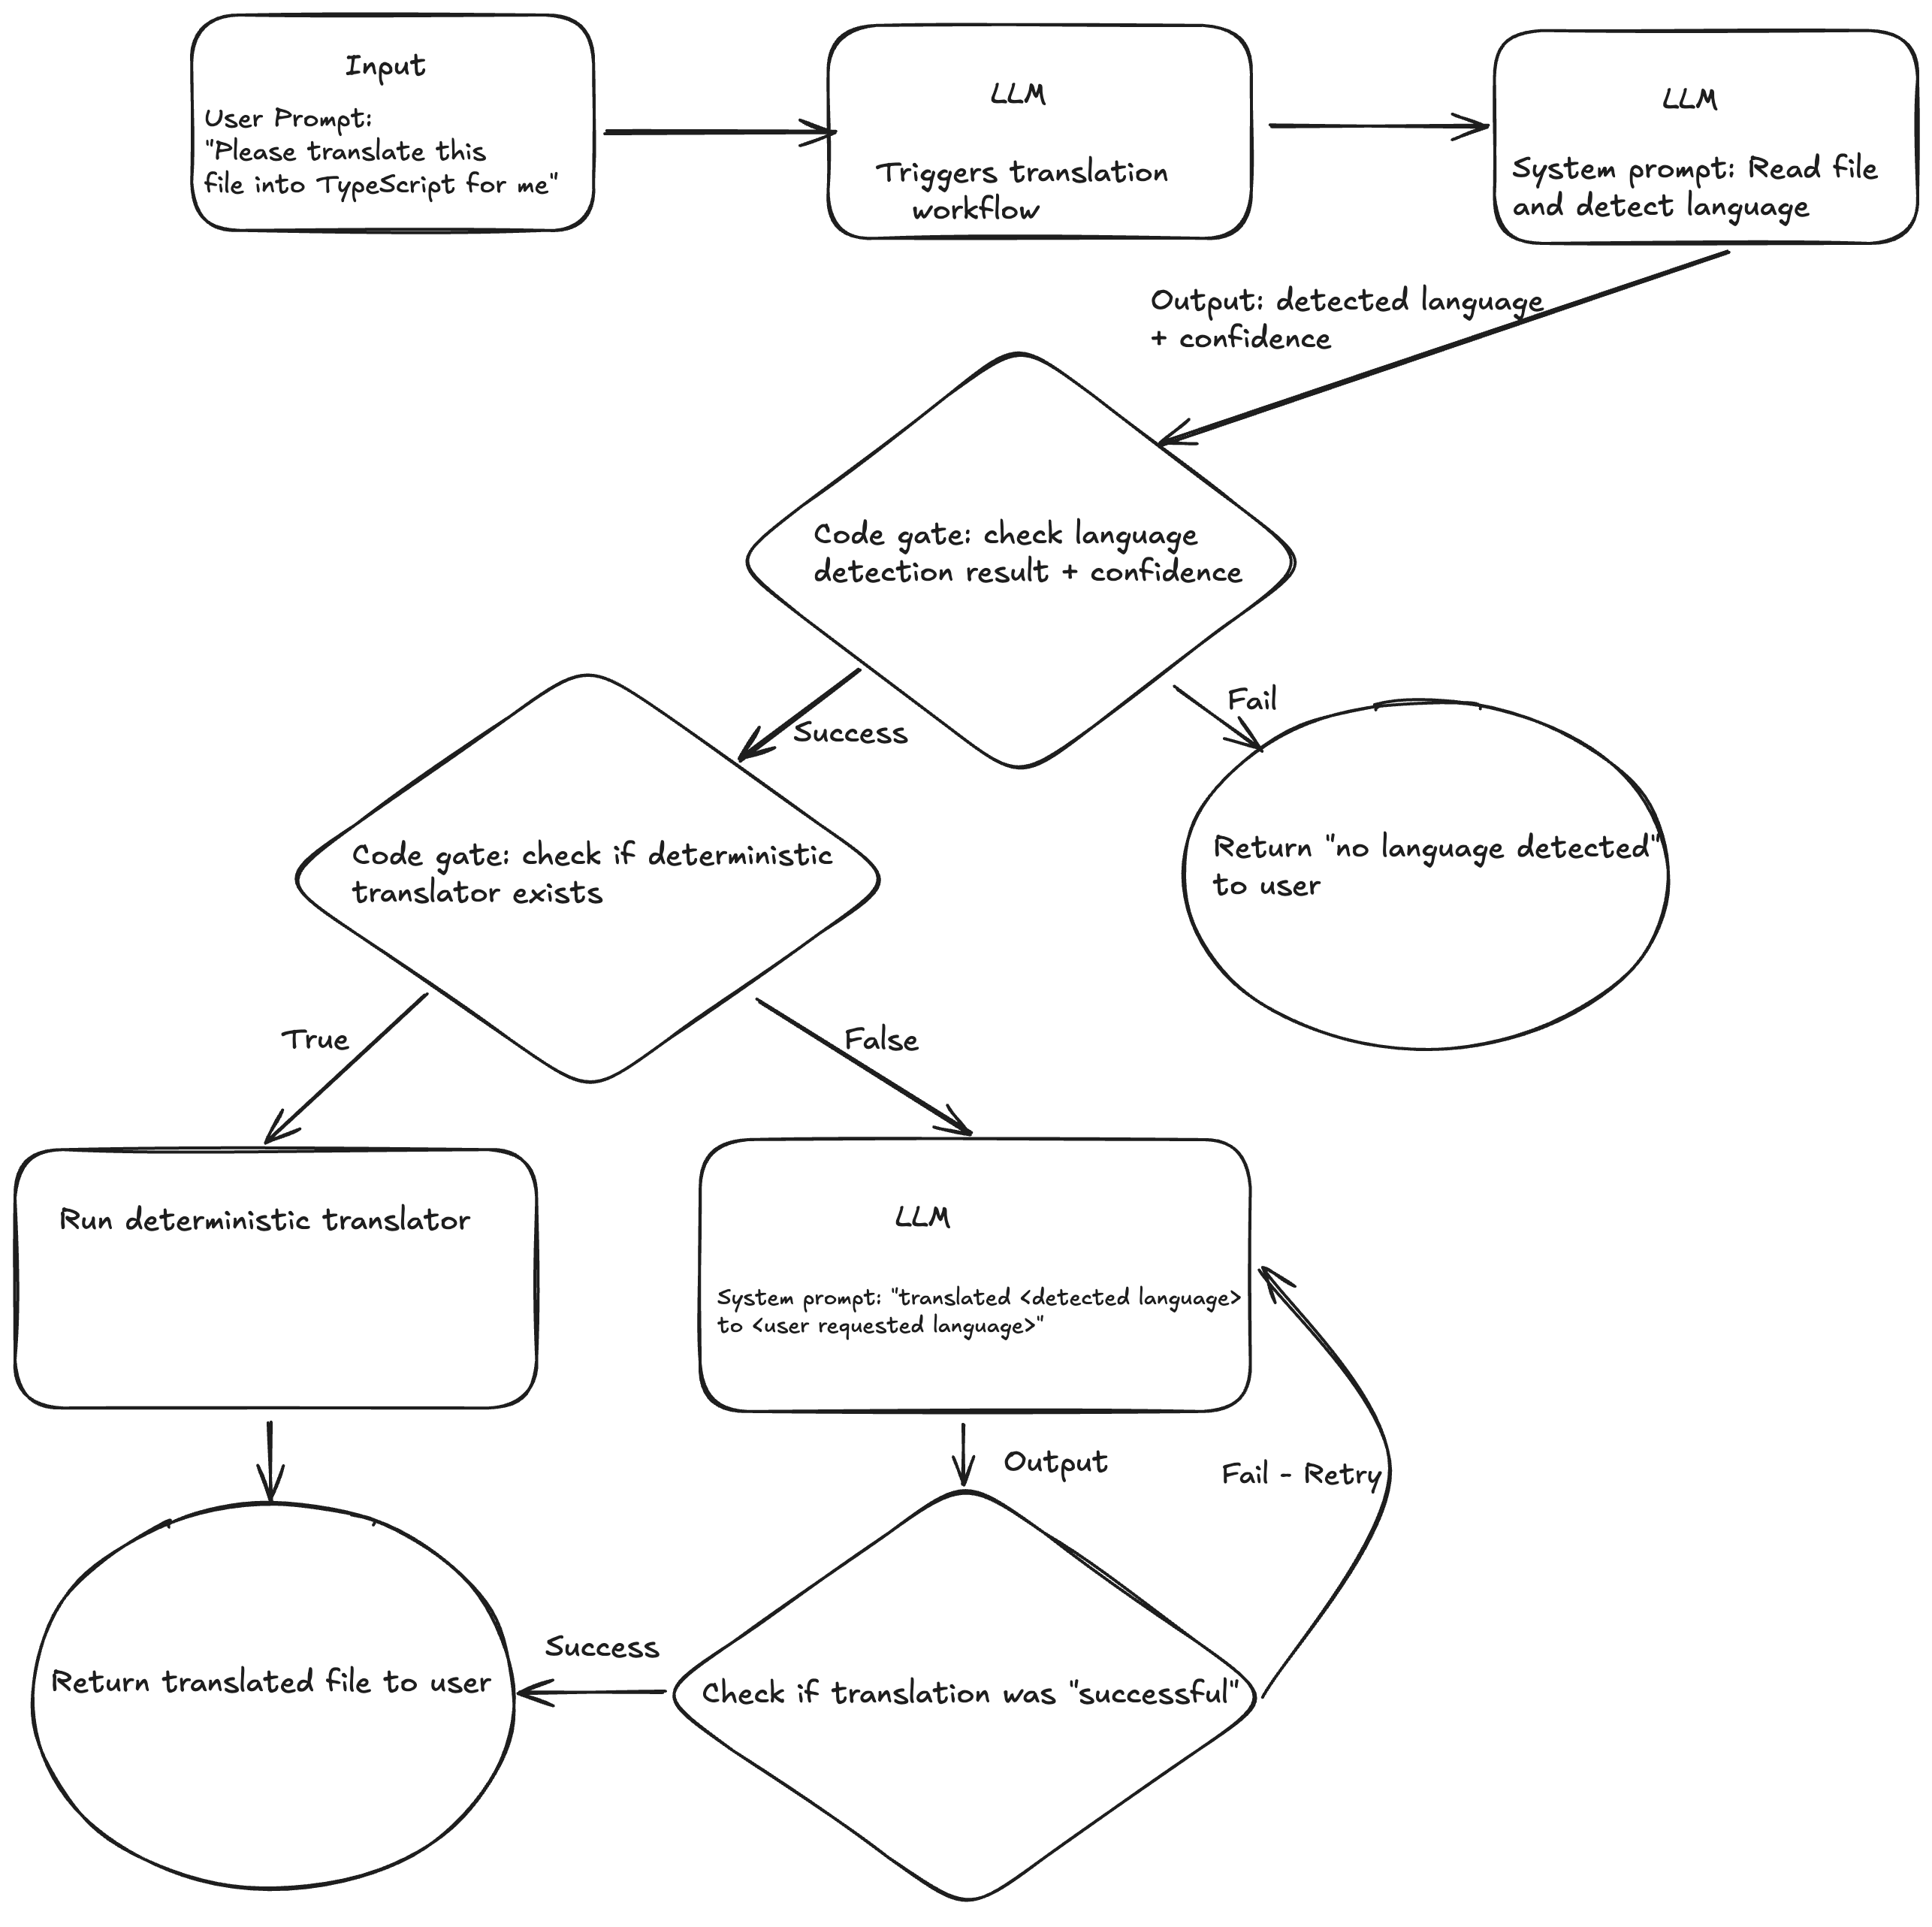 Input
User Prompt:
"Please translate this
file into TypeScript for me"
LLM
Triggers translation
workflow
LLM
System prompt: Read file
and detect language
Output: detected language
+ confidence
Code gate: check language
detection result + confidence
Success
Fail
Return "no language detected"
to user
Code gate: check if deterministic
translator exists
True
False
Run deterministic translator
LLM
System prompt: "translated <detected language>
to <user requested language>"
Output
Fail - Retry
Success
Return translated file to user
Check if translation was "successful"